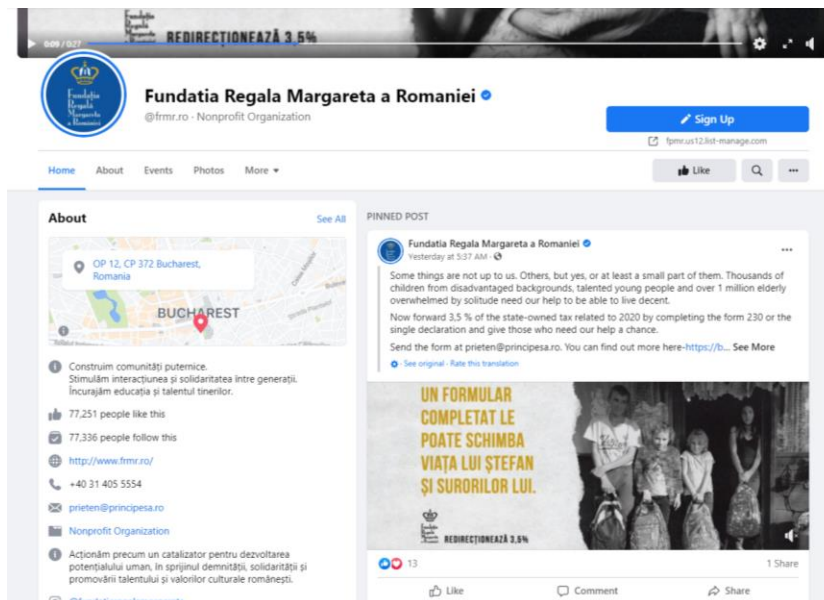 Fundația
Regală
Margareta
REDIRECȚIONEAZĂ 3,5%
0:09 / 0:27
Fundația
Regală
Margareta
a României
Fundatia Regala Margareta a Romaniei
@frmr.ro · Nonprofit Organization
Sign Up
fpmr.us12.list-manage.com
Home About Events Photos More
Like
About See All
OP 12, CP 372 Bucharest,
Romania
BUCHAREST
Construim comunități puternice.
Stimulăm interacțiunea și solidaritatea între generații.
Încurajăm educația și talentul tinerilor.
77,251 people like this
77,336 people follow this
http://www.frmr.ro/
+40 31 405 5554
prieten@principesa.ro
Nonprofit Organization
Acționăm precum un catalizator pentru dezvoltarea
potențialului uman, în sprijinul demnității, solidarității și
promovării talentului și valorilor culturale românești.
PINNED POST
Fundatia Regala Margareta a Romaniei
Yesterday at 5:37 AM ·
Some things are not up to us. Others, but yes, or at least a small part of them. Thousands of
children from disadvantaged backgrounds, talented young people and over 1 million elderly
overwhelmed by solitude need our help to be able to live decent.
Now forward 3,5 % of the state-owned tax related to 2020 by completing the form 230 or the
single declaration and give those who need our help a chance.
Send the form at prieten@principesa.ro. You can find out more here-https://b... See More
· See original · Rate this translation
UN FORMULAR
COMPLETAT LE
POATE SCHIMBA
VIAȚA LUI ȘTEFAN
ȘI SURORILOR LUI.
REDIRECȚIONEAZĂ 3,5%
13 1 Share
Like Comment Share